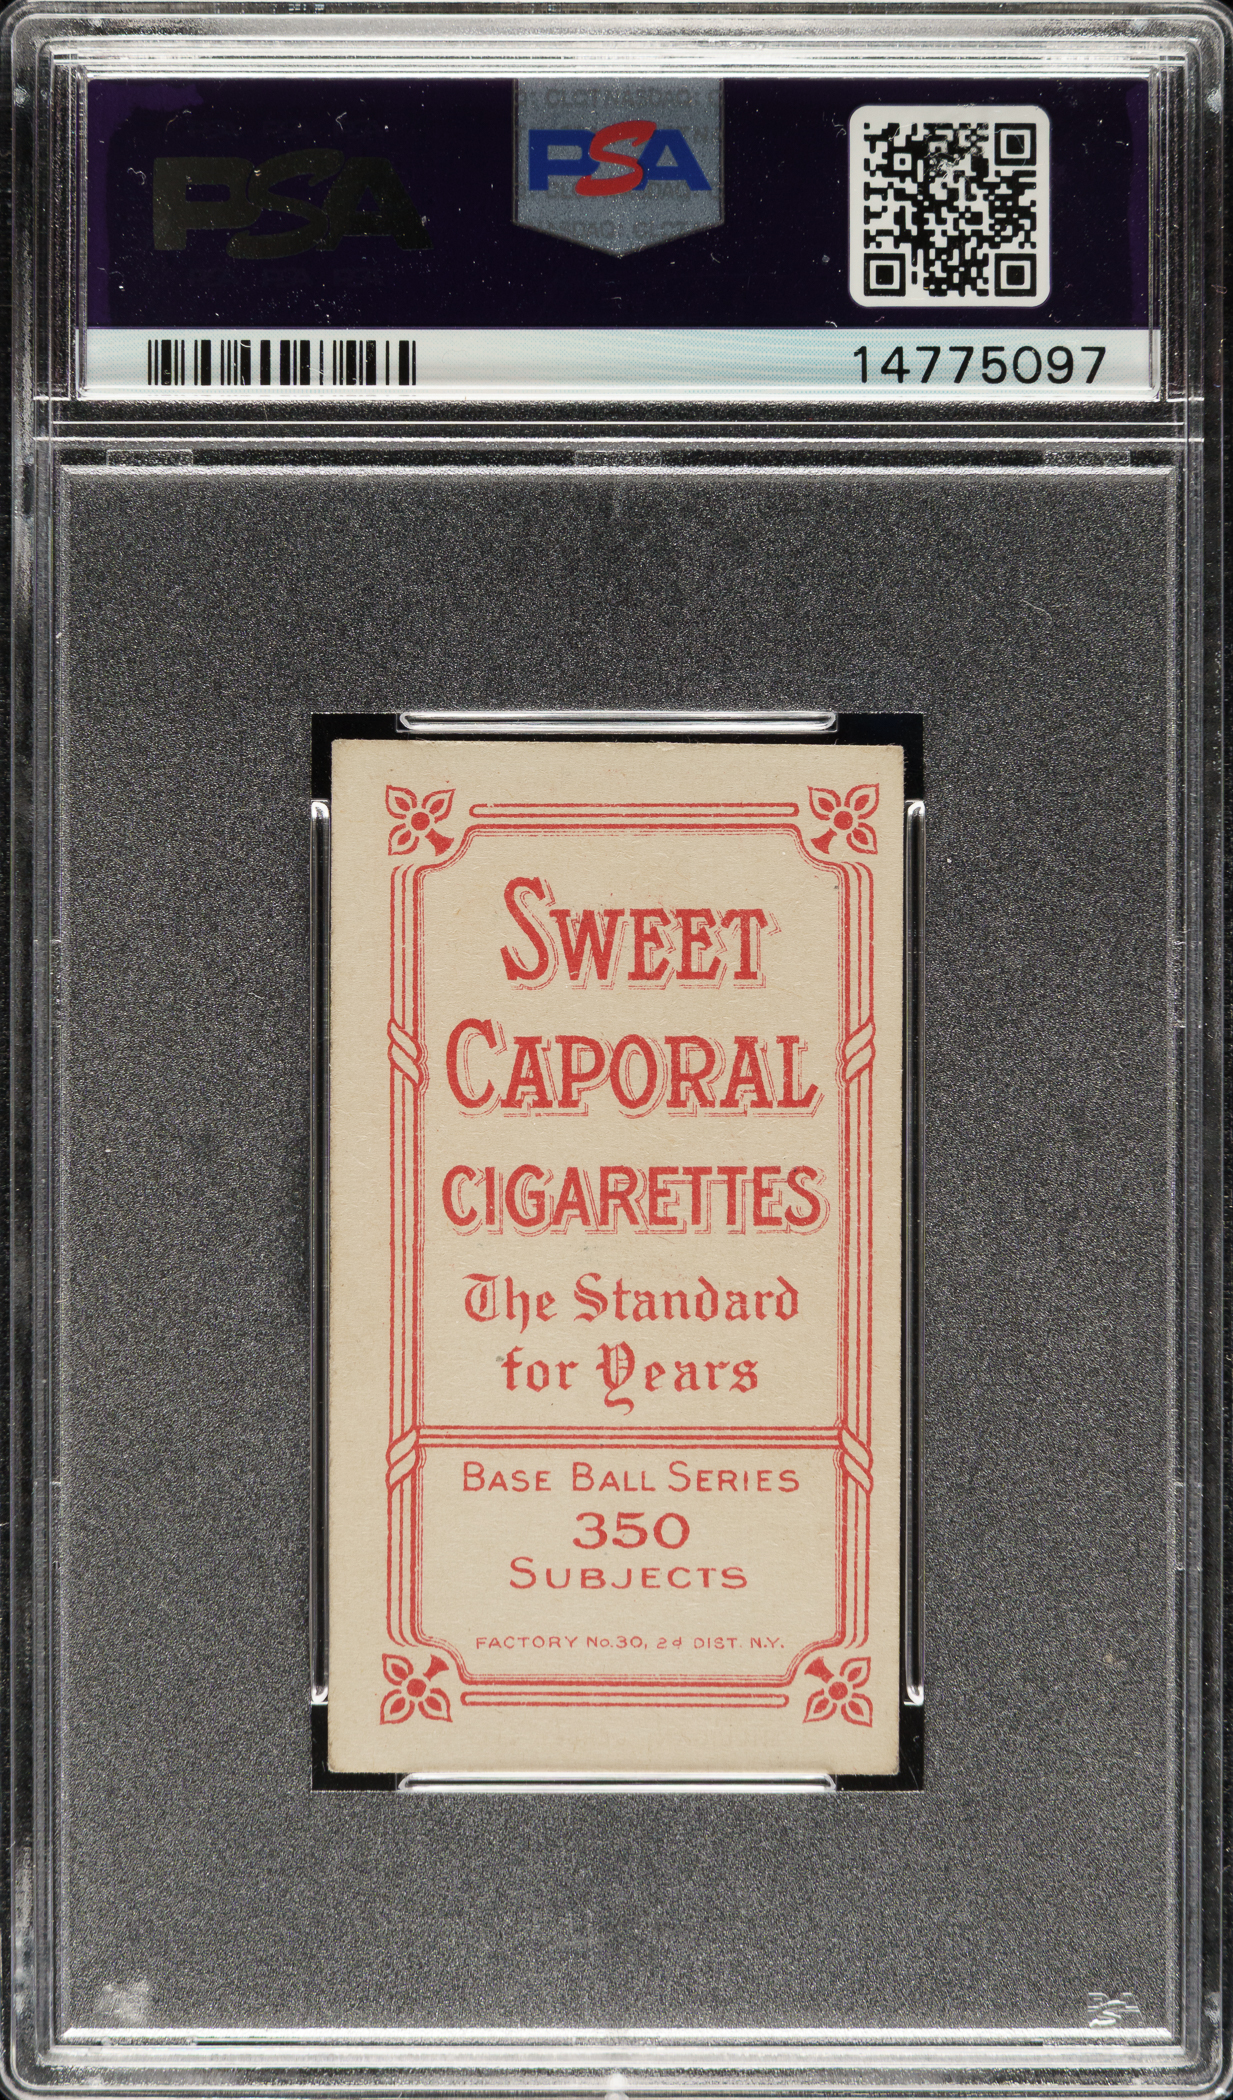 PSA
PSA
14775097
SWEET
CAPORAL
CIGARETTES
The Standard
for Years
BASE BALL SERIES
350
SUBJECTS
FACTORY No.30, 2d DIST. N.Y.